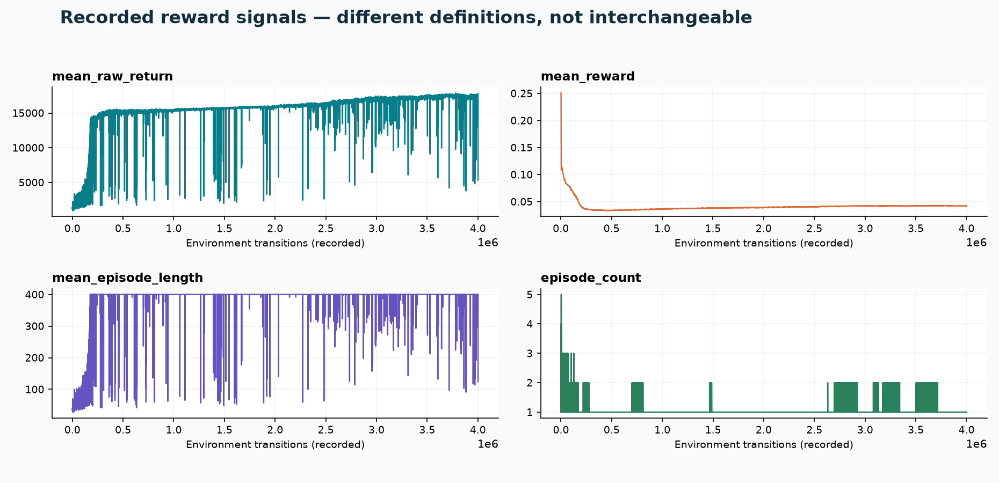 Recorded reward signals — different definitions, not interchangeable
mean_raw_return
15000
10000
5000
0.0 0.5 1.0 1.5 2.0 2.5 3.0 3.5 4.0
Environment transitions (recorded)
1e6
mean_reward
0.25
0.20
0.15
0.10
0.05
0.0 0.5 1.0 1.5 2.0 2.5 3.0 3.5 4.0
Environment transitions (recorded)
1e6
mean_episode_length
400
300
200
100
0.0 0.5 1.0 1.5 2.0 2.5 3.0 3.5 4.0
Environment transitions (recorded)
1e6
episode_count
5
4
3
2
1
0.0 0.5 1.0 1.5 2.0 2.5 3.0 3.5 4.0
Environment transitions (recorded)
1e6